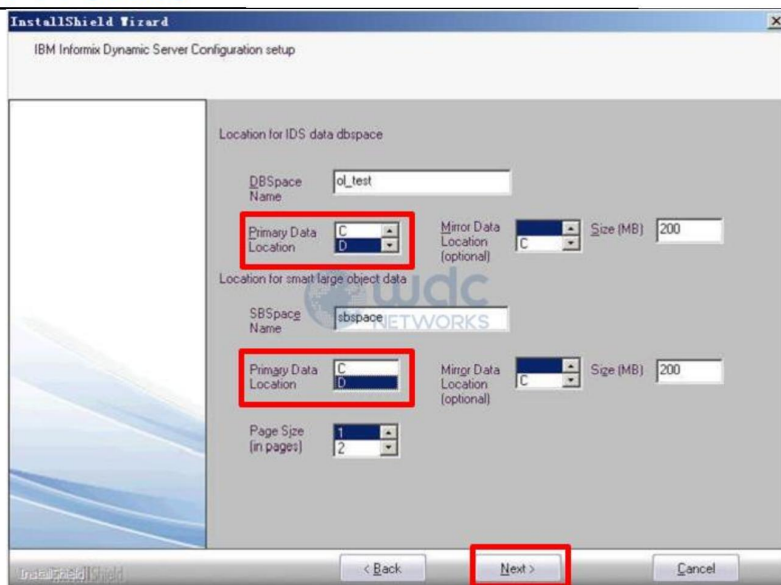 InstallShield Wizard
IBM Informix Dynamic Server Configuration setup
Location for IDS data dbspace
DBSpace Name
ol_test
Primary Data Location
C
D
Mirror Data Location (optional)
C
Size (MB)
200
Location for smart large object data
wdc
NETWORKS
SBSpace Name
sbspace
Primary Data Location
C
D
Mirror Data Location (optional)
C
Size (MB)
200
Page Size (in pages)
1
2
InstallShield
< Back
Next >
Cancel